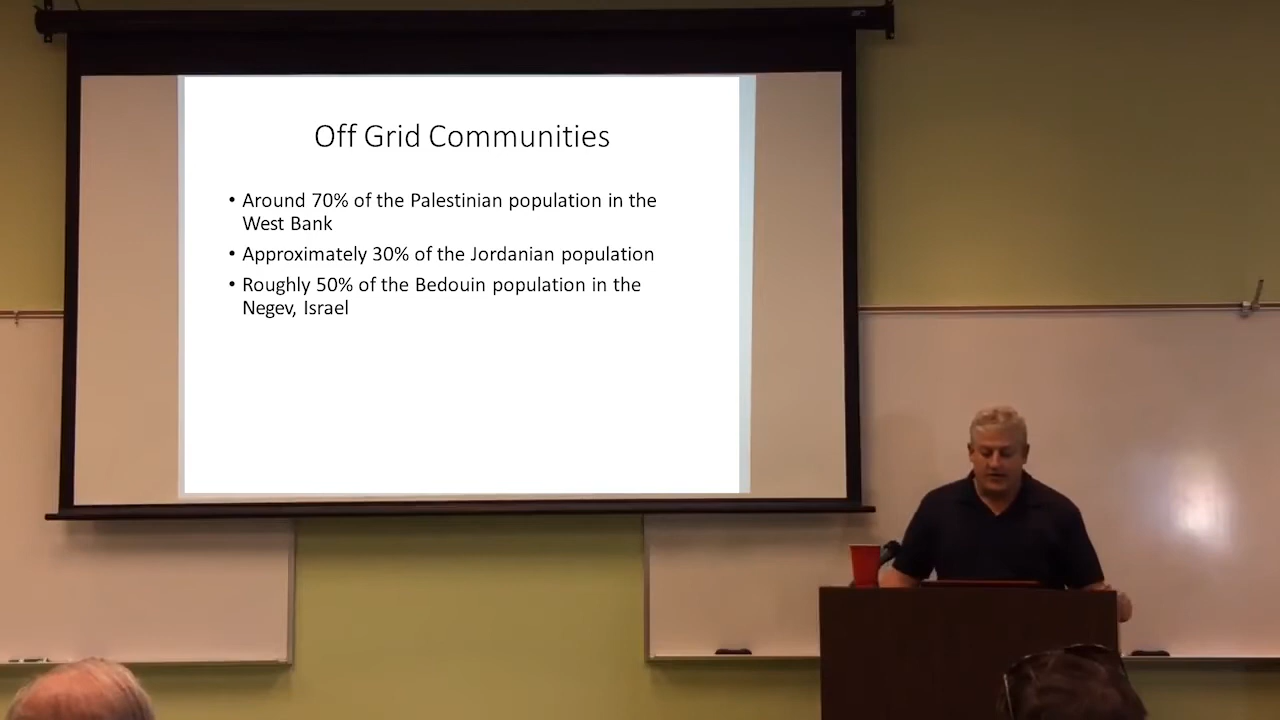 Off Grid Communities
• Around 70% of the Palestinian population in the
West Bank
• Approximately 30% of the Jordanian population
• Roughly 50% of the Bedouin population in the
Negev, Israel